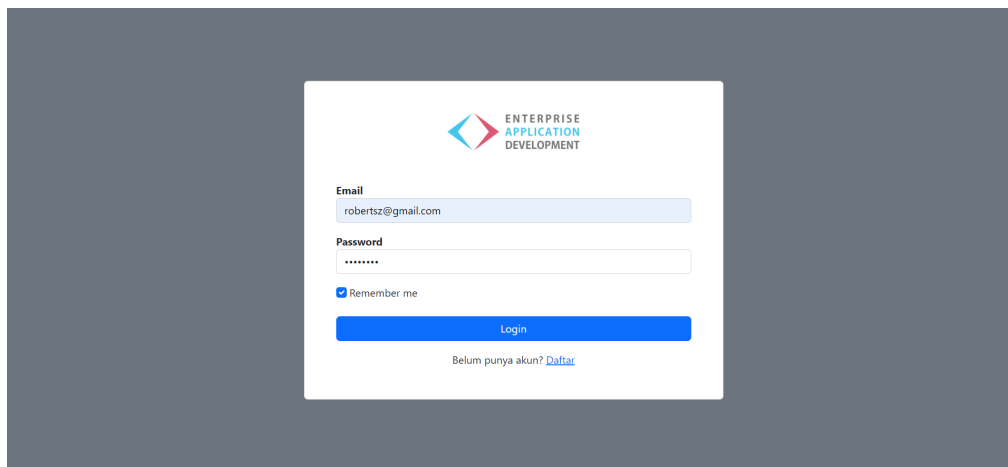 ENTERPRISE
APPLICATION
DEVELOPMENT
Email
robertsz@gmail.com
Password
••••••••
Remember me
Login
Belum punya akun? Daftar